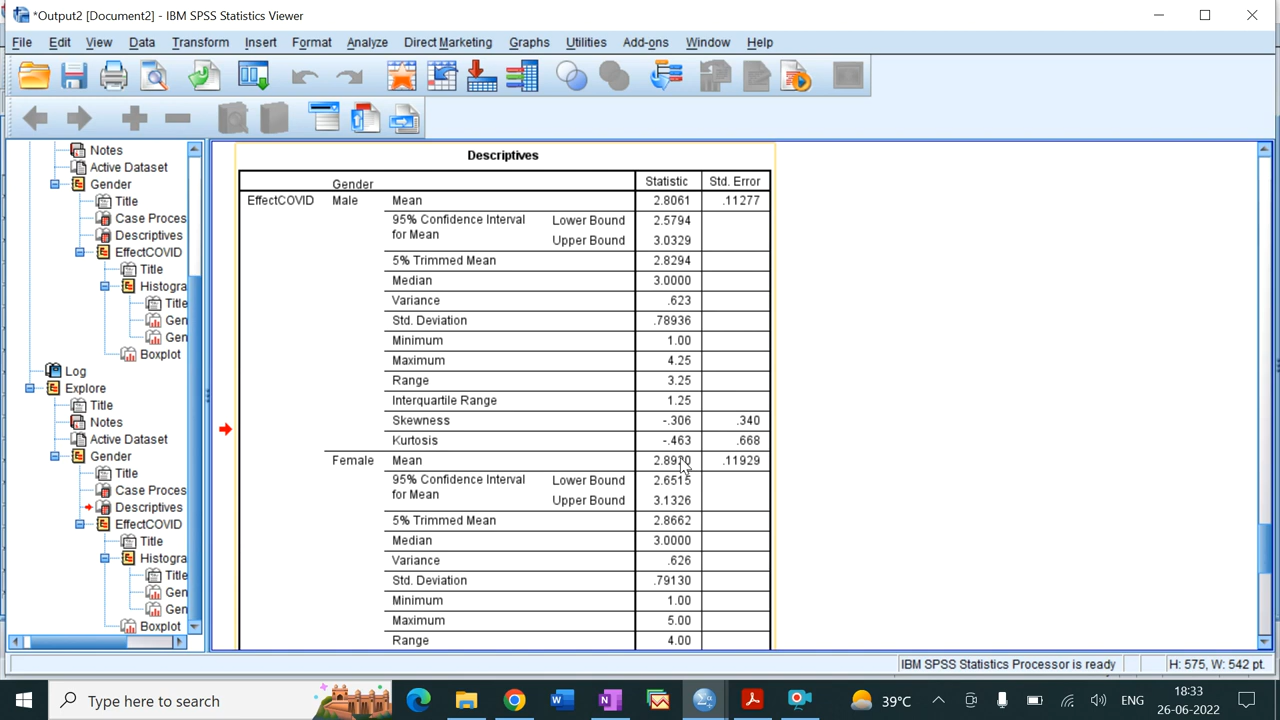 *Output2 [Document2] - IBM SPSS Statistics Viewer
File Edit View Data Transform Insert Format Analyze Direct Marketing Graphs Utilities Add-ons Window Help
Notes
Active Dataset
Gender
Title
Case Proces
Descriptives
EffectCOVID
Title
Histogra
Title
Gen
Gen
Boxplot
Log
Explore
Title
Notes
Active Dataset
Gender
Title
Case Proces
Descriptives
EffectCOVID
Title
Histogra
Title
Gen
Gen
Boxplot
Descriptives
Gender Statistic Std. Error
EffectCOVID Male Mean 2.8061 .11277
95% Confidence Interval for Mean Lower Bound 2.5794
Upper Bound 3.0329
5% Trimmed Mean 2.8294
Median 3.0000
Variance .623
Std. Deviation .78936
Minimum 1.00
Maximum 4.25
Range 3.25
Interquartile Range 1.25
Skewness -.306 .340
Kurtosis -.463 .668
Female Mean .11929
95% Confidence Interval for Mean Lower Bound 2.6515
Upper Bound 3.1326
5% Trimmed Mean 2.8662
Median 3.0000
Variance .626
Std. Deviation .79130
Minimum 1.00
Maximum 5.00
Range 4.00
IBM SPSS Statistics Processor is ready H: 575, W: 542 pt.
Type here to search
39°C
ENG
18:33
26-06-2022